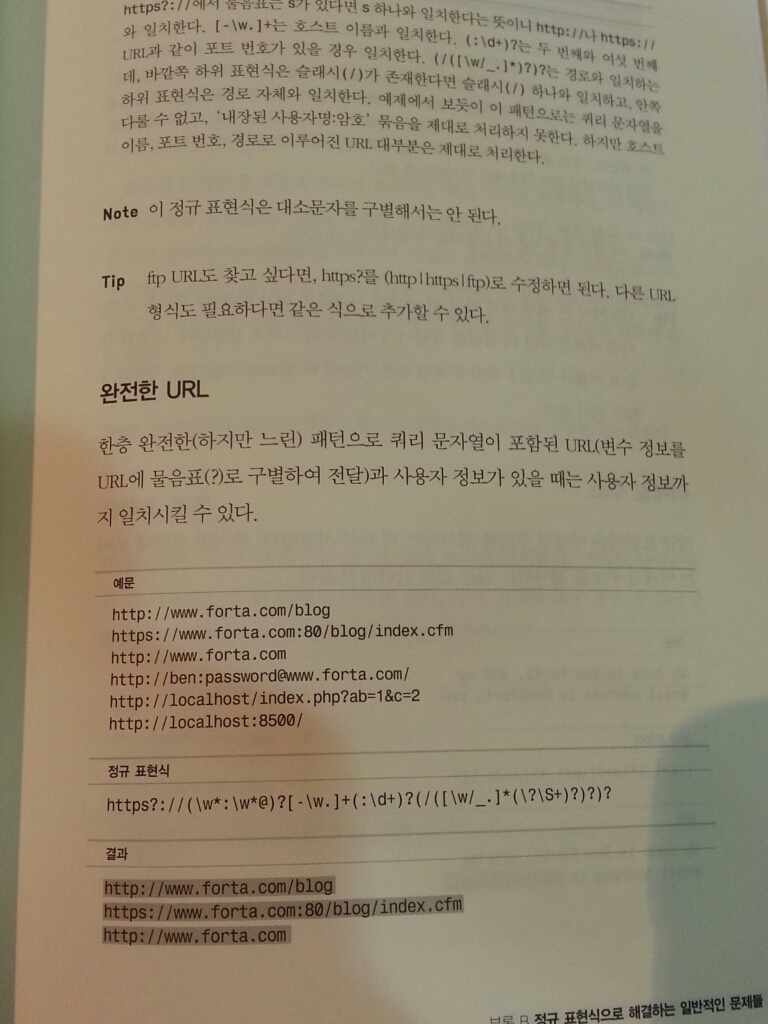 https?://에서 물음표는 s가 있다면 s 하나와 일치한다는 뜻이니 http://나 https://
와 일치한다. [-\w.]+는 호스트 이름과 일치한다. (:\d+)?는 두 번째와 여섯 번째
URL과 같이 포트 번호가 있을 경우 일치한다. (/([\w/_.]*)?)?는 경로와 일치하는
데, 바깥쪽 하위 표현식은 슬래시(/)가 존재한다면 슬래시(/) 하나와 일치하고, 안쪽
하위 표현식은 경로 자체와 일치한다. 예제에서 보듯이 이 패턴으로는 쿼리 문자열을
다룰 수 없고, '내장된 사용자명:암호' 묶음을 제대로 처리하지 못한다. 하지만 호스트
이름, 포트 번호, 경로로 이루어진 URL 대부분은 제대로 처리한다.
Note 이 정규 표현식은 대소문자를 구별해서는 안 된다.
Tip ftp URL도 찾고 싶다면, https?를 (http|https|ftp)로 수정하면 된다. 다른 URL
형식도 필요하다면 같은 식으로 추가할 수 있다.
완전한 URL
한층 완전한(하지만 느린) 패턴으로 쿼리 문자열이 포함된 URL(변수 정보를
URL에 물음표(?)로 구별하여 전달)과 사용자 정보가 있을 때는 사용자 정보까
지 일치시킬 수 있다.
예문
http://www.forta.com/blog
https://www.forta.com:80/blog/index.cfm
http://www.forta.com
http://ben:password@www.forta.com/
http://localhost/index.php?ab=1&c=2
http://localhost:8500/
정규 표현식
https?://(\w*:\w*@)?[-\w.]+(:\d+)?(/([\w/_.]*(\?\S+)?)?)?
결과
http://www.forta.com/blog
https://www.forta.com:80/blog/index.cfm
http://www.forta.com
부록 B 정규 표현식으로 해결하는 일반적인 문제들